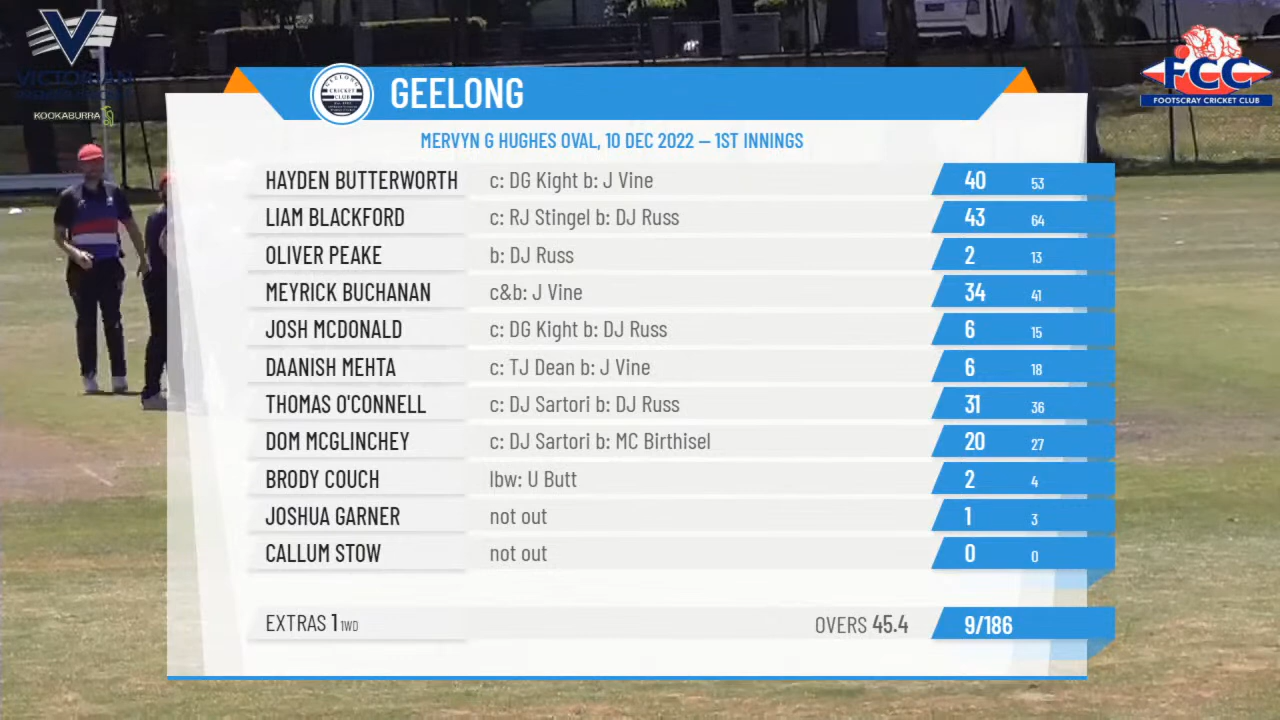 VICTORIAN
KOOKABURRA
GEELONG CRICKET CLUB
GEELONG
FCC
FOOTSCRAY CRICKET CLUB
MERVYN G HUGHES OVAL, 10 DEC 2022 – 1ST INNINGS
HAYDEN BUTTERWORTH c: DG Kight b: J Vine 40 53
LIAM BLACKFORD c: RJ Stingel b: DJ Russ 43 64
OLIVER PEAKE b: DJ Russ 2 13
MEYRICK BUCHANAN c&b: J Vine 34 41
JOSH MCDONALD c: DG Kight b: DJ Russ 6 15
DAANISH MEHTA c: TJ Dean b: J Vine 6 18
THOMAS O'CONNELL c: DJ Sartori b: DJ Russ 31 36
DOM MCGLINCHEY c: DJ Sartori b: MC Birthisel 20 27
BRODY COUCH lbw: U Butt 2 4
JOSHUA GARNER not out 1 3
CALLUM STOW not out 0 0
EXTRAS 1 1WD OVERS 45.4 9/186